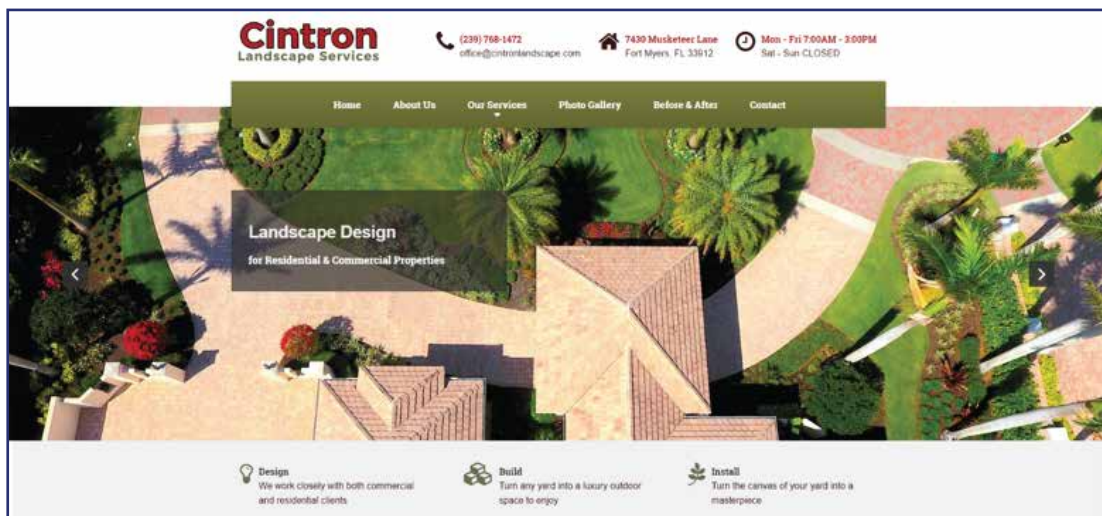 Cintron
Landscape Services
(239) 768-1472
office@cintronlandscape.com
7430 Musketeer Lane
Fort Myers, FL 33912
Mon - Fri 7:00AM - 3:00PM
Sat - Sun CLOSED
Home About Us Our Services Photo Gallery Before & After Contact
Landscape Design
for Residential & Commercial Properties
Design
We work closely with both commercial
and residential clients
Build
Turn any yard into a luxury outdoor
space to enjoy
Install
Turn the canvas of your yard into a
masterpiece